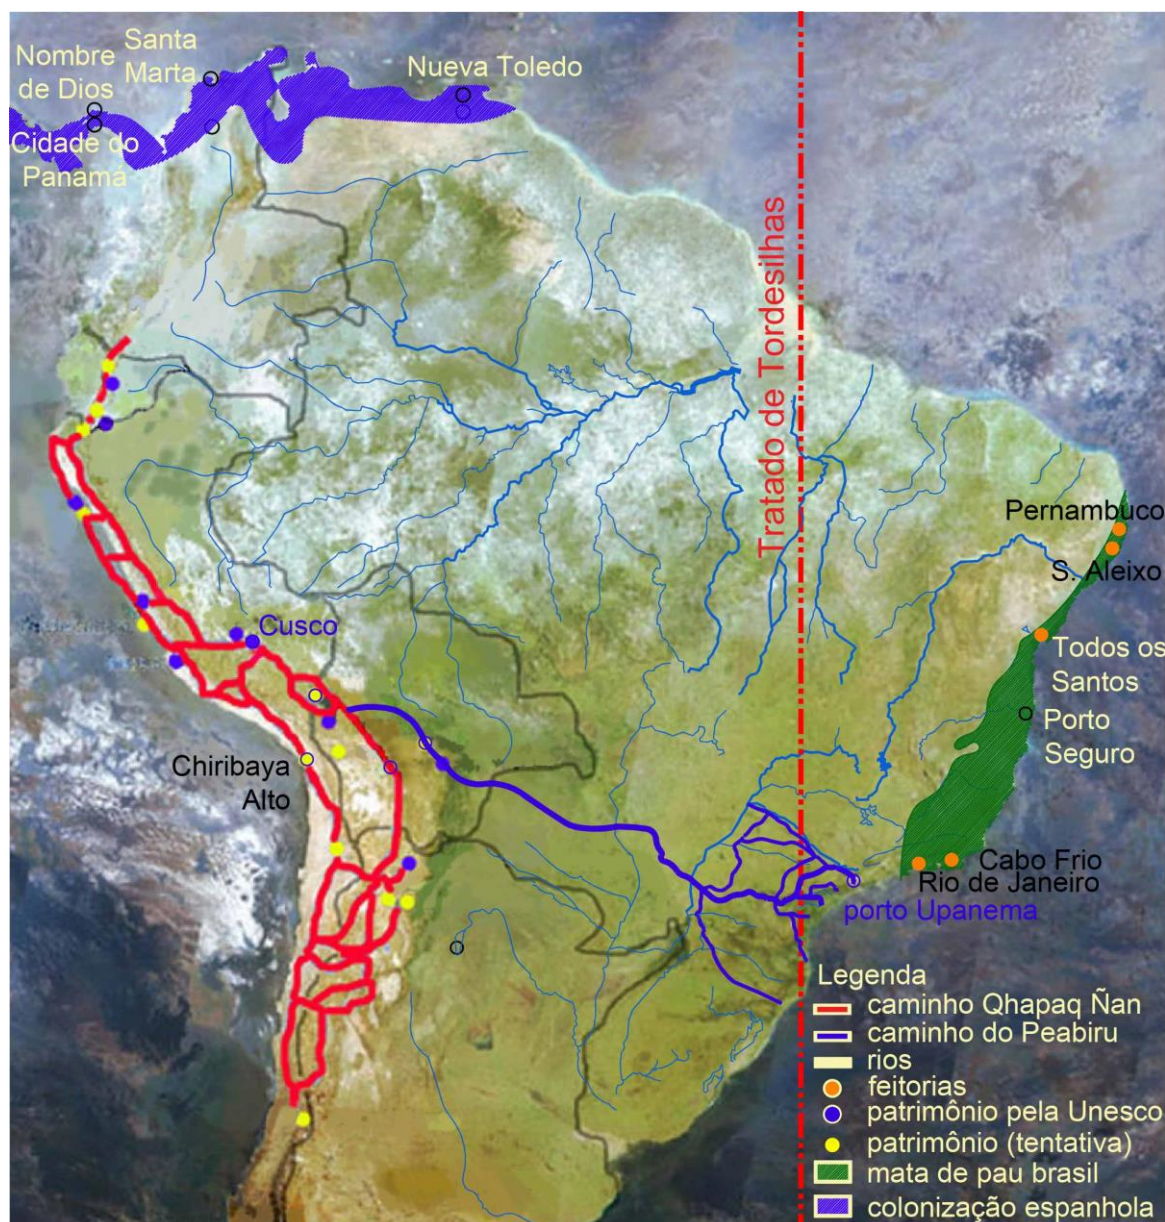 Nombre
de Dios
Santa
Marta
Nueva Toledo
Cidade do
Panamá
Tratado de Tordesilhas
Pernambuco
S. Aleixo
Cusco
Todos os
Santos
Porto
Seguro
Chiribaya
Alto
Cabo Frio
Rio de Janeiro
porto Upanema
Legenda
caminho Qhapaq Ñan
caminho do Peabiru
rios
feitorias
patrimônio pela Unesco
patrimônio (tentativa)
mata de pau brasil
colonização espanhola